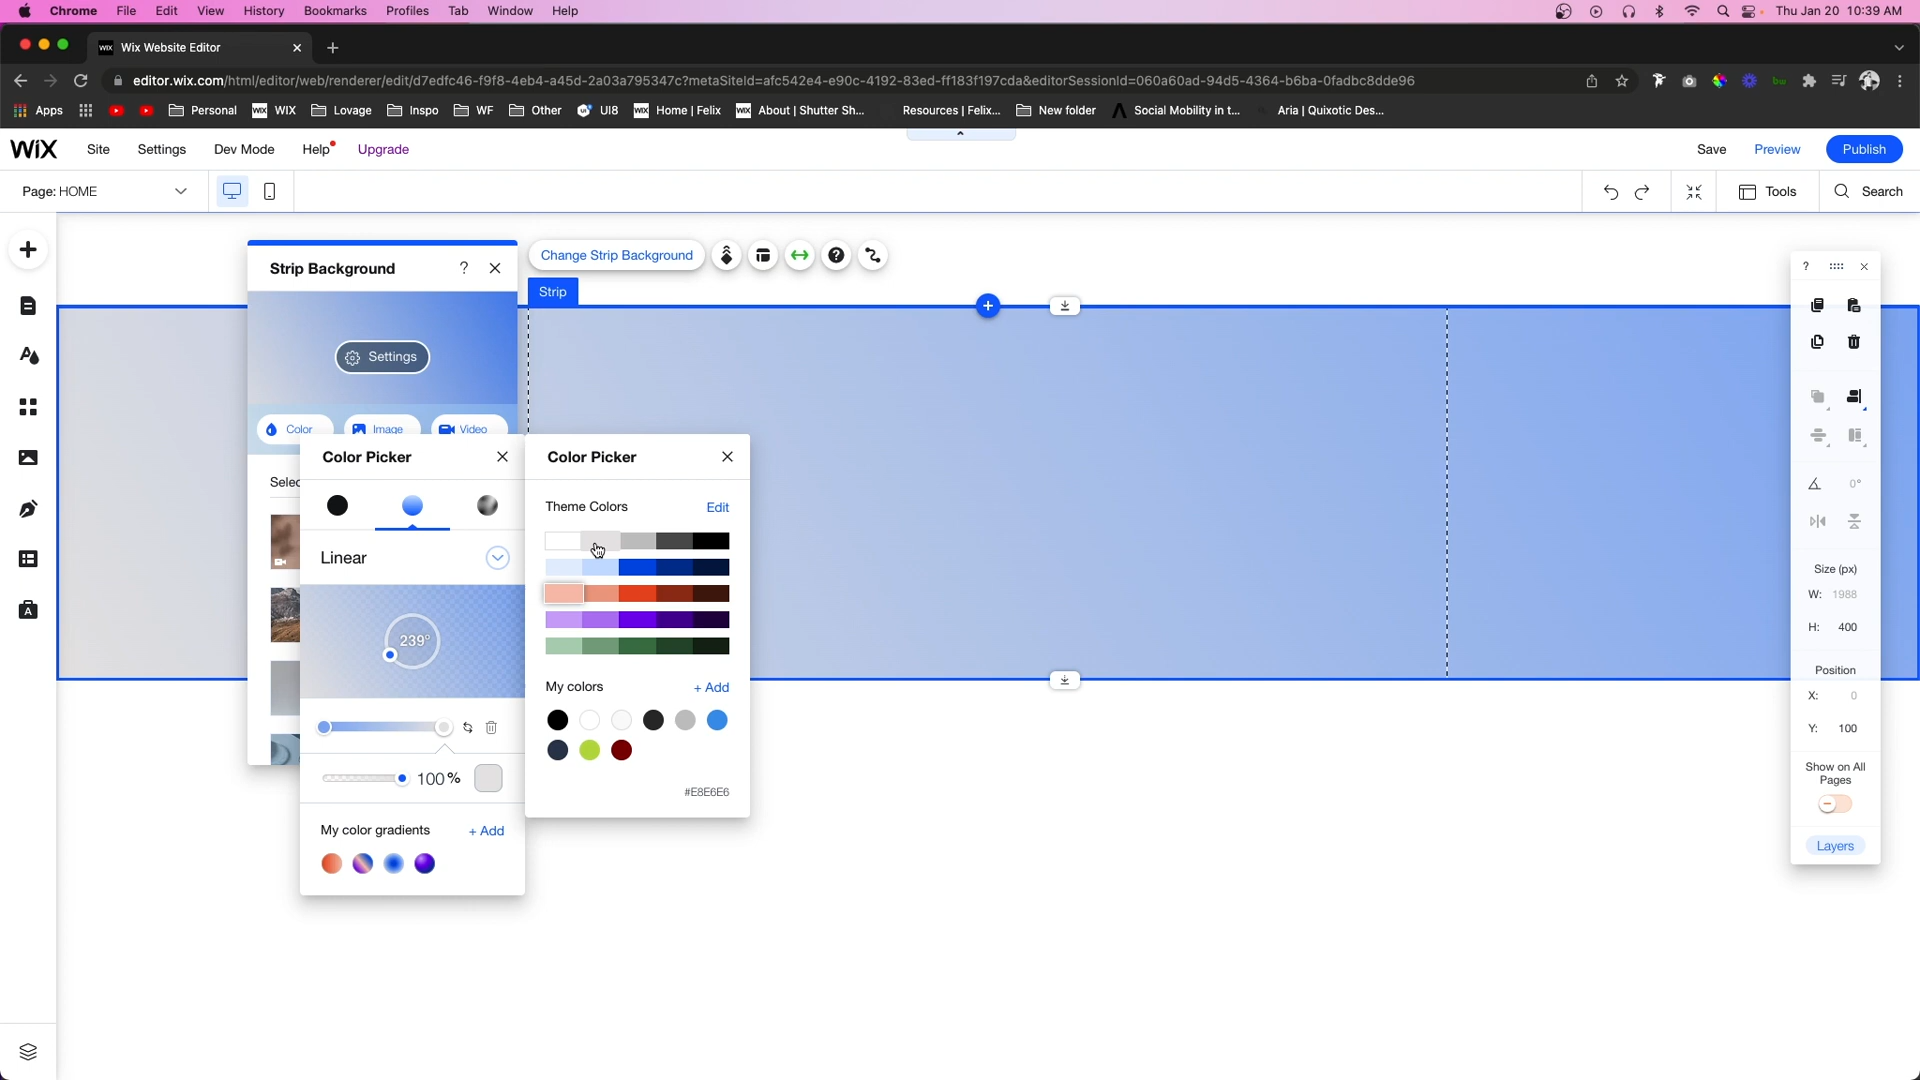 Chrome File Edit View History Bookmarks Profiles Tab Window Help Thu Jan 20 10:39 AM
WIX Wix Website Editor
editor.wix.com/html/editor/web/renderer/edit/d7edfc46-f9f8-4eb4-a45d-2a03a795347c?metaSiteId=afc542e4-e90c-4192-83ed-ff183f197cda&editorSessionId=060a60ad-94d5-4364-b6ba-0fadbc8dde96
Apps Personal WIX WIX Lovage Inspo WF Other UI8 WIX Home | Felix WIX About | Shutter Sh... Resources | Felix... New folder Social Mobility in t... Aria | Quixotic Des...
WIX Site Settings Dev Mode Help Upgrade Save Preview Publish
Page: HOME Tools Search
Strip Background ?
Change Strip Background ?
Strip
Settings
Color Image Video
Selec
Color Picker
Linear
239°
100%
My color gradients + Add
Color Picker
Theme Colors Edit
My colors + Add
#E8E6E6
?
0°
Size (px)
W: 1988
H: 400
Position
X: 0
Y: 100
Show on All
Pages
Layers